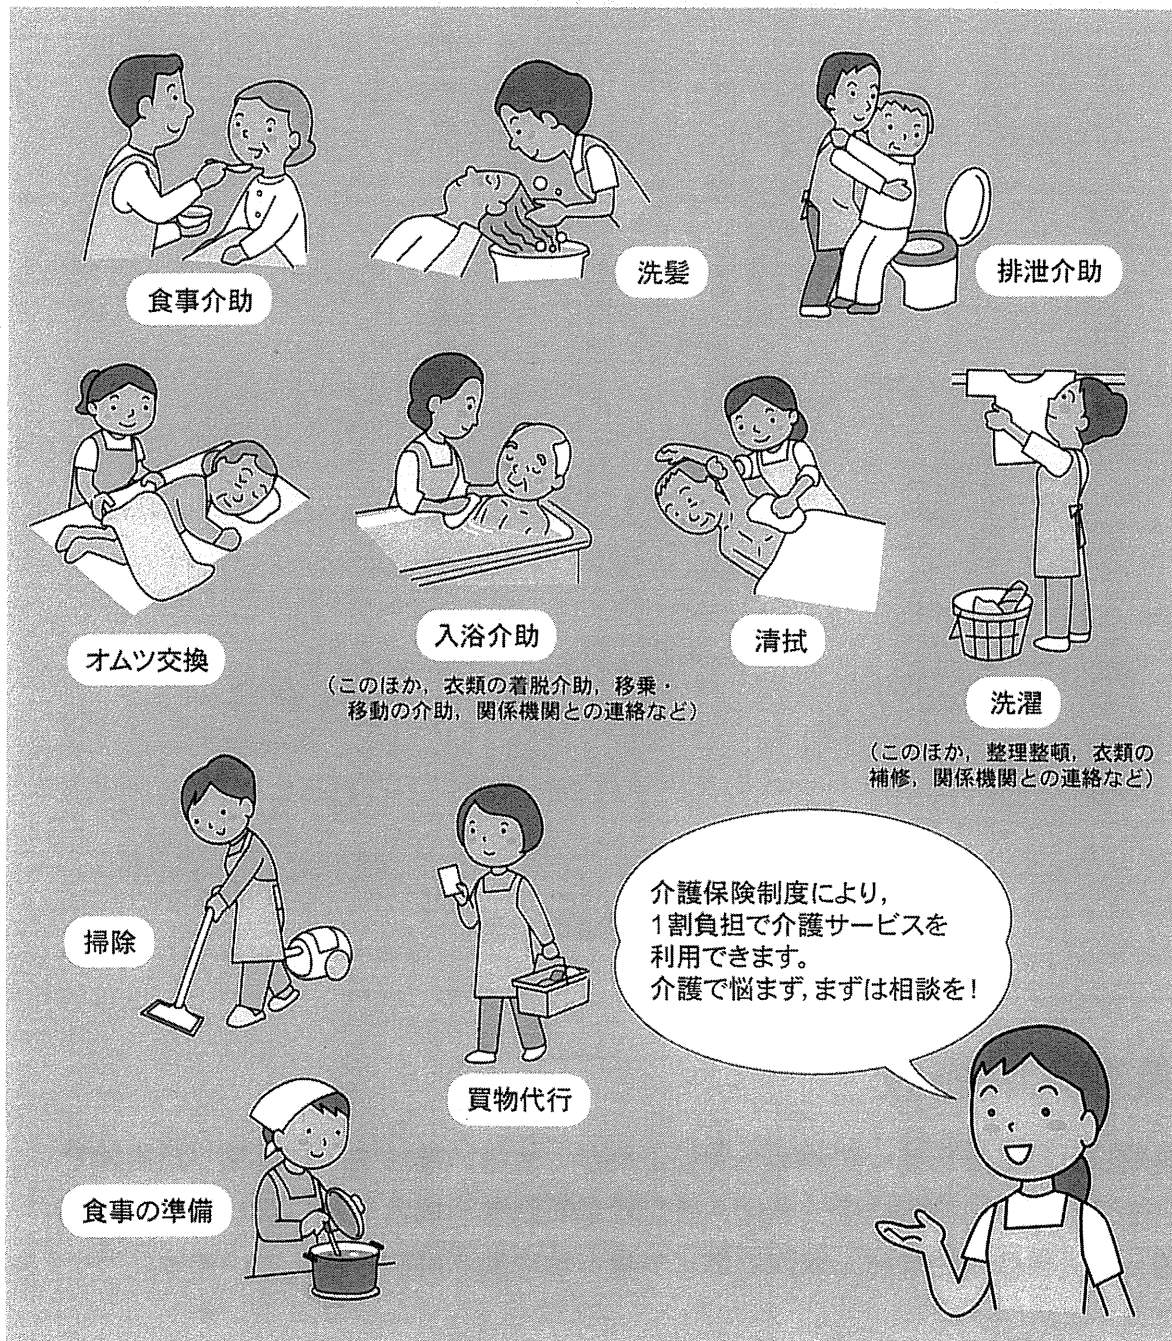 食事介助
洗髪
排泄介助
オムツ交換
入浴介助
(このほか，衣類の着脱介助，移乗・
移動の介助，関係機関との連絡など)
清拭
洗濯
(このほか，整理整頓，衣類の
補修，関係機関との連絡など)
掃除
買物代行
食事の準備
介護保険制度により，
1割負担で介護サービスを
利用できます。
介護で悩まず，まずは相談を！